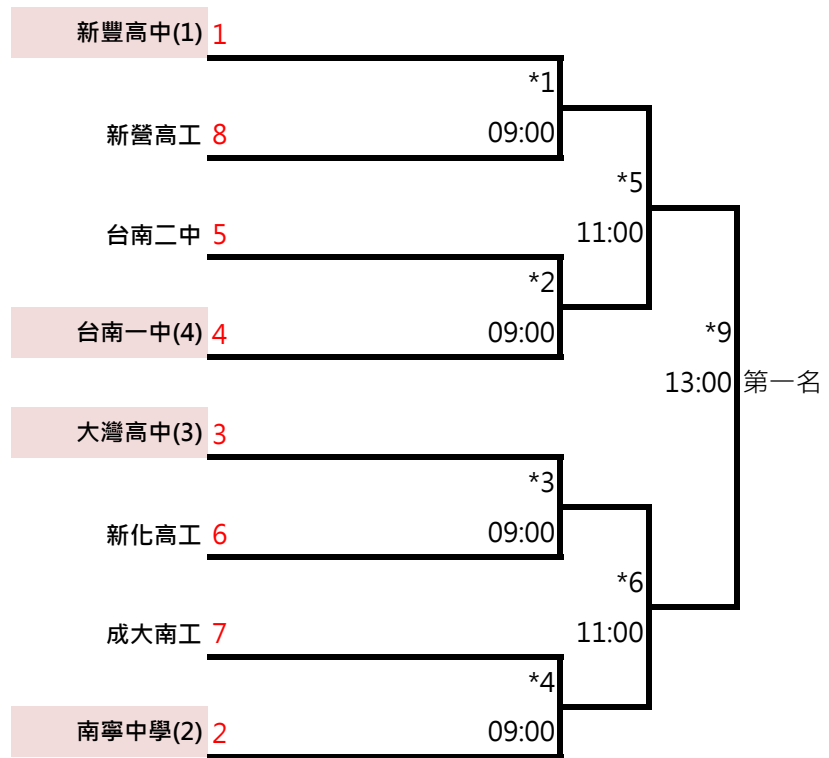 新豐高中(1) 1
*1
新營高工 8 09:00
*5
台南二中 5 11:00
*2
台南一中(4) 4 09:00 *9
13:00 第一名
大灣高中(3) 3
*3
新化高工 6 09:00
*6
成大南工 7 11:00
*4
南寧中學(2) 2 09:00